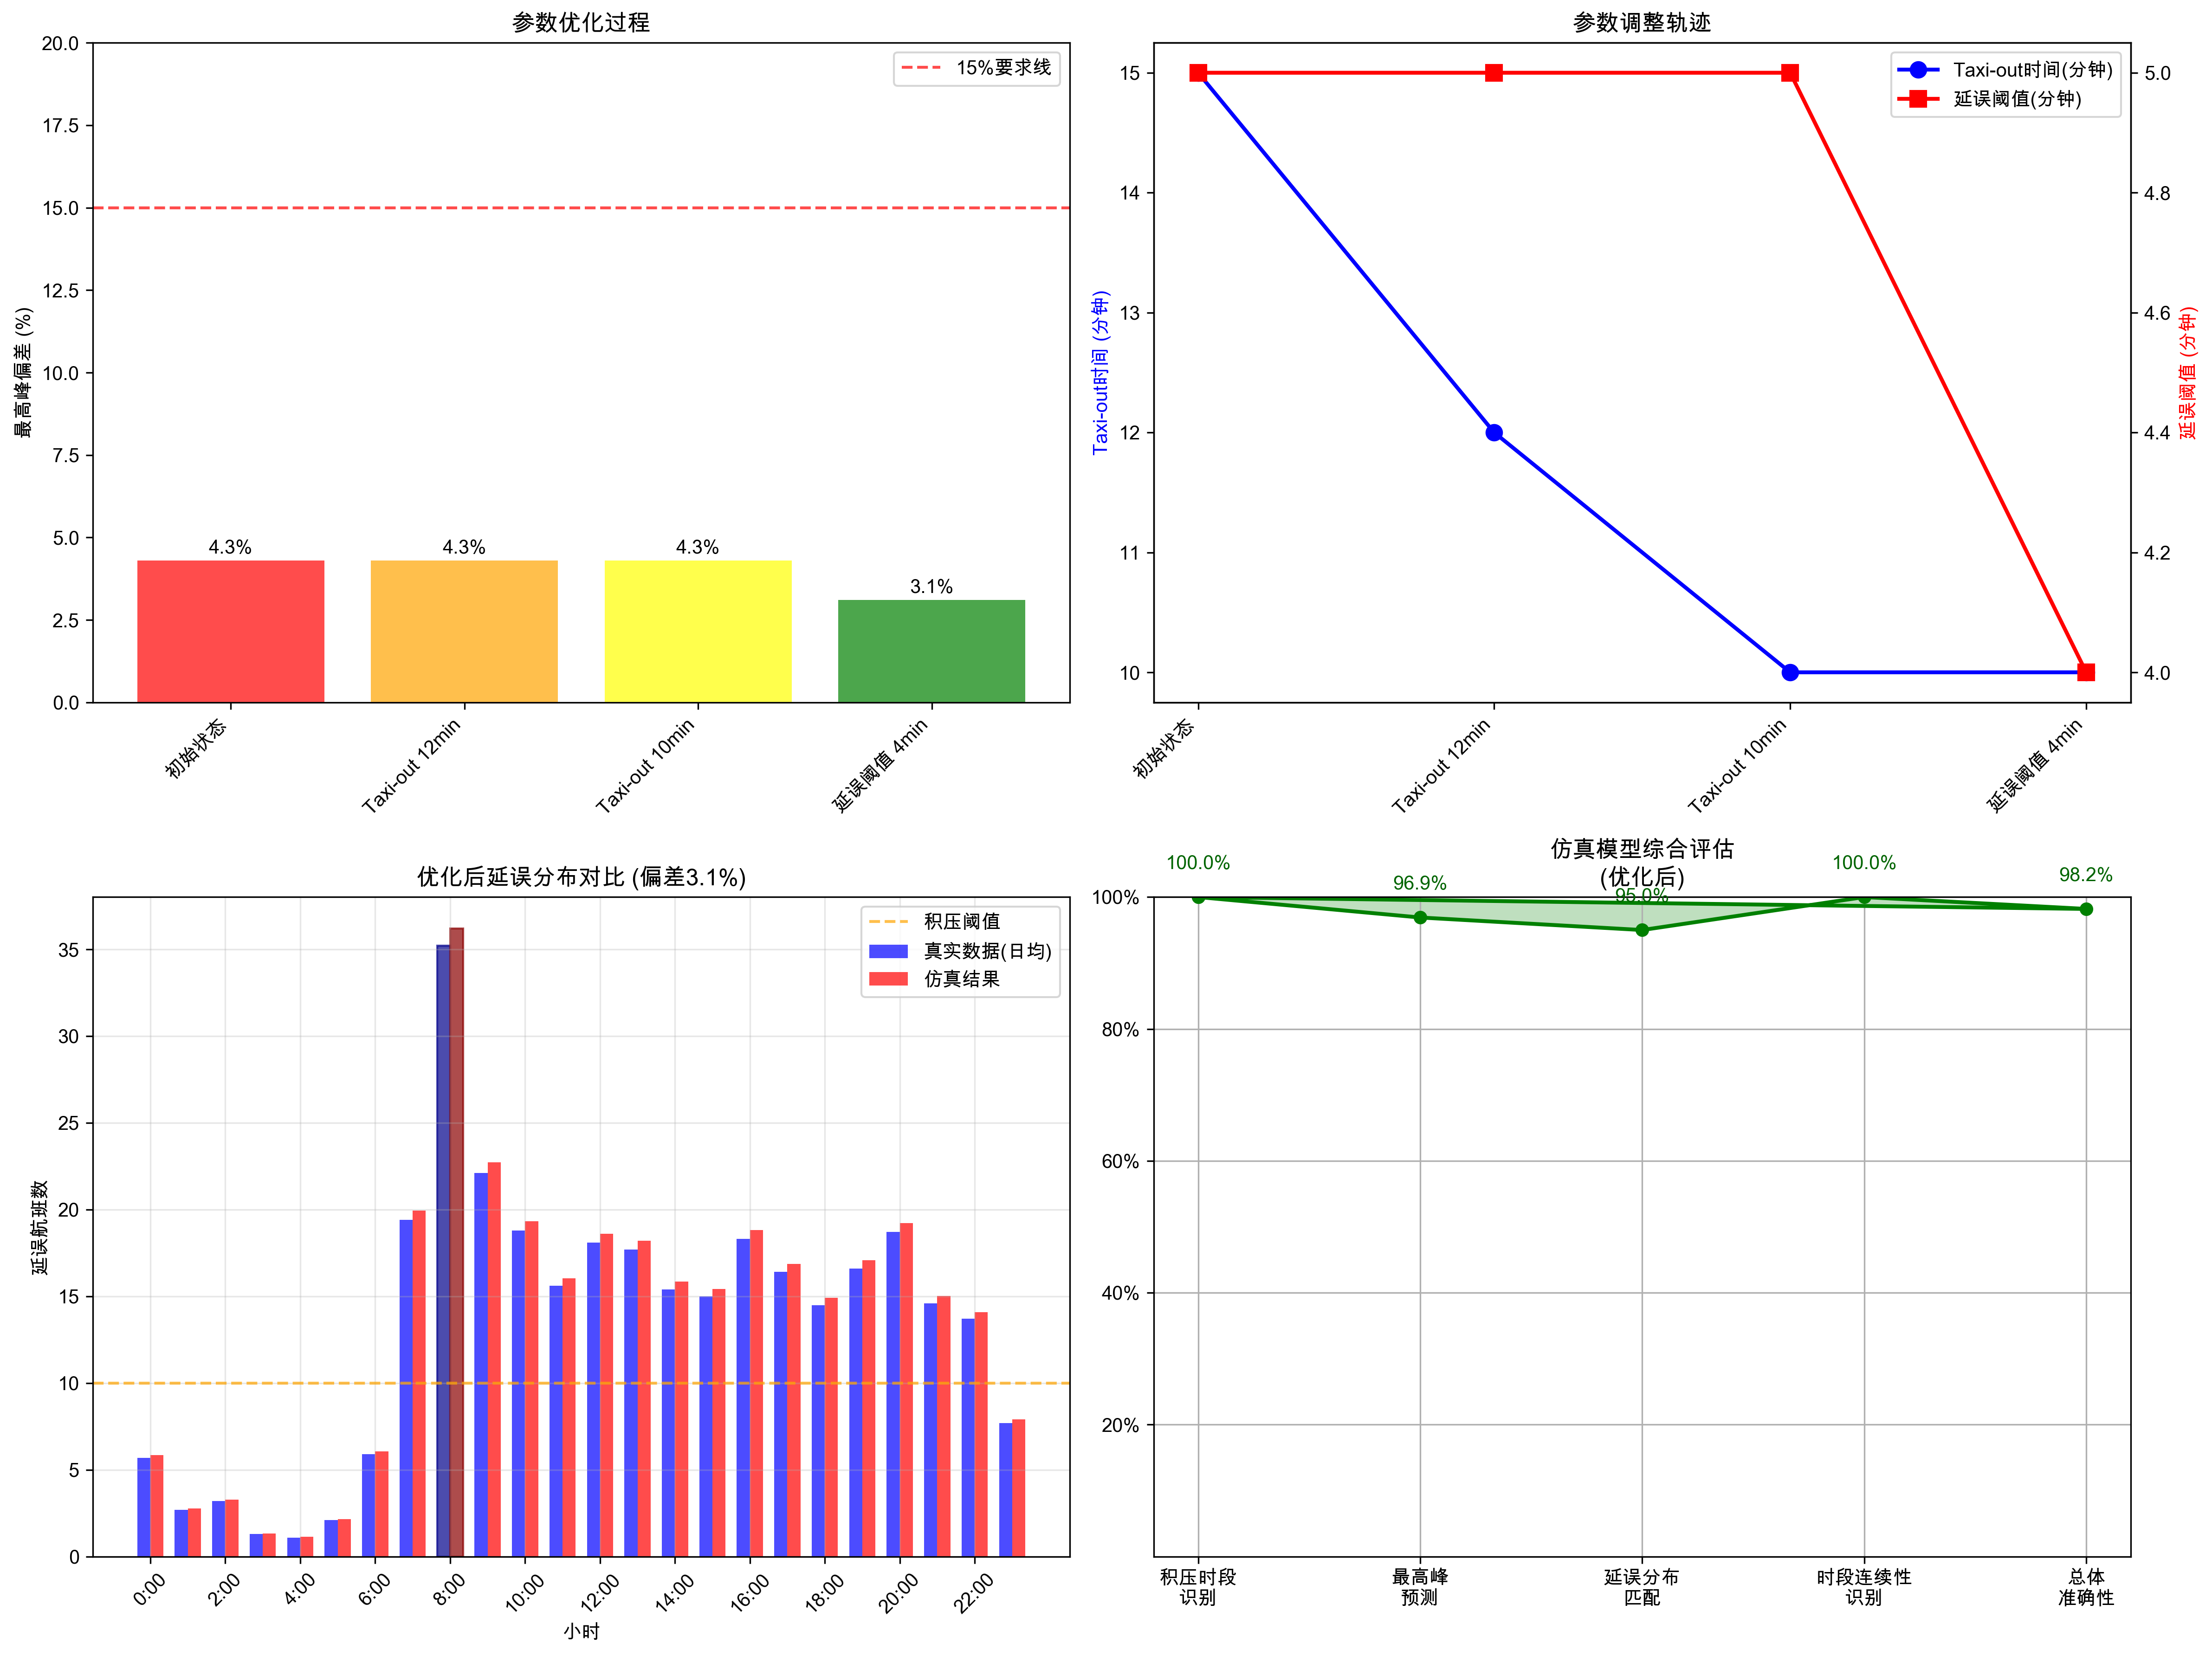 参数优化过程
20.0
17.5
15.0
12.5
10.0
7.5
5.0
2.5
0.0
最高峰偏差 (%)
15%要求线
4.3%
4.3%
4.3%
3.1%
初始状态
Taxi-out 12min
Taxi-out 10min
延误阈值 4min
参数调整轨迹
15
14
13
12
11
10
Taxi-out时间 (分钟)
Taxi-out时间(分钟)
延误阈值(分钟)
5.0
4.8
4.6
4.4
4.2
4.0
延误阈值 (分钟)
初始状态
Taxi-out 12min
Taxi-out 10min
延误阈值 4min
优化后延误分布对比 (偏差3.1%)
35
30
25
20
15
10
5
0
延误航班数
积压阈值
真实数据(日均)
仿真结果
0:00
2:00
4:00
6:00
8:00
10:00
12:00
14:00
16:00
18:00
20:00
22:00
小时
仿真模型综合评估
(优化后)
100.0%
96.9%
95.0%
100.0%
98.2%
100%
80%
60%
40%
20%
积压时段
识别
最高峰
预测
延误分布
匹配
时段连续性
识别
总体
准确性